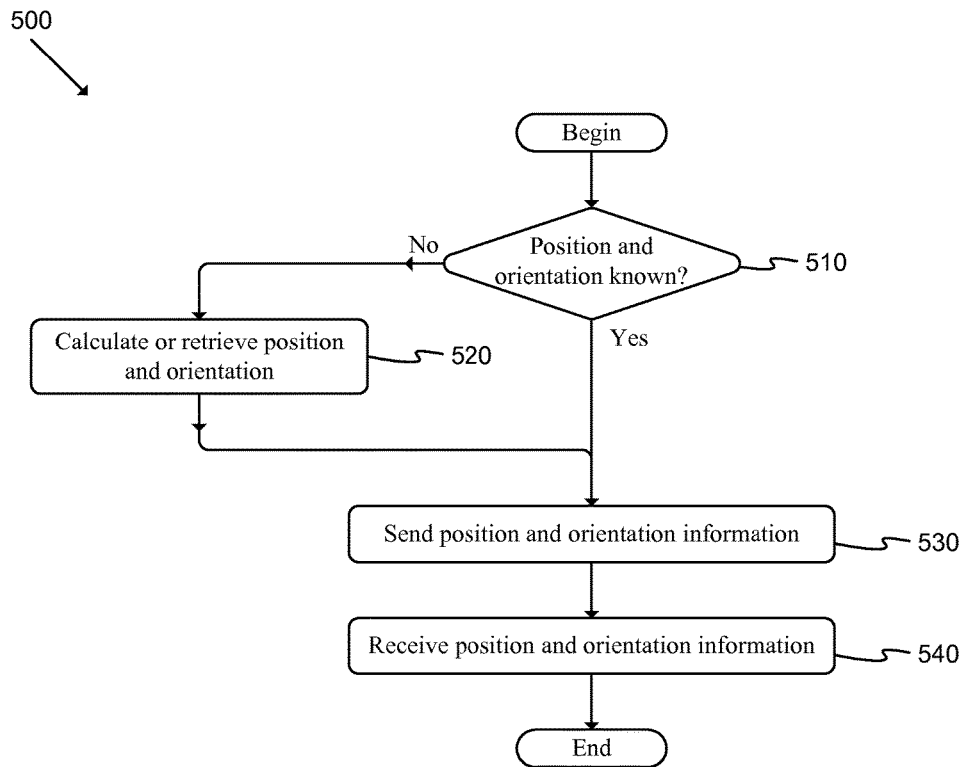 500
Begin
Position and
orientation known?
510
No
Yes
Calculate or retrieve position
and orientation
520
Send position and orientation information
530
Receive position and orientation information
540
End